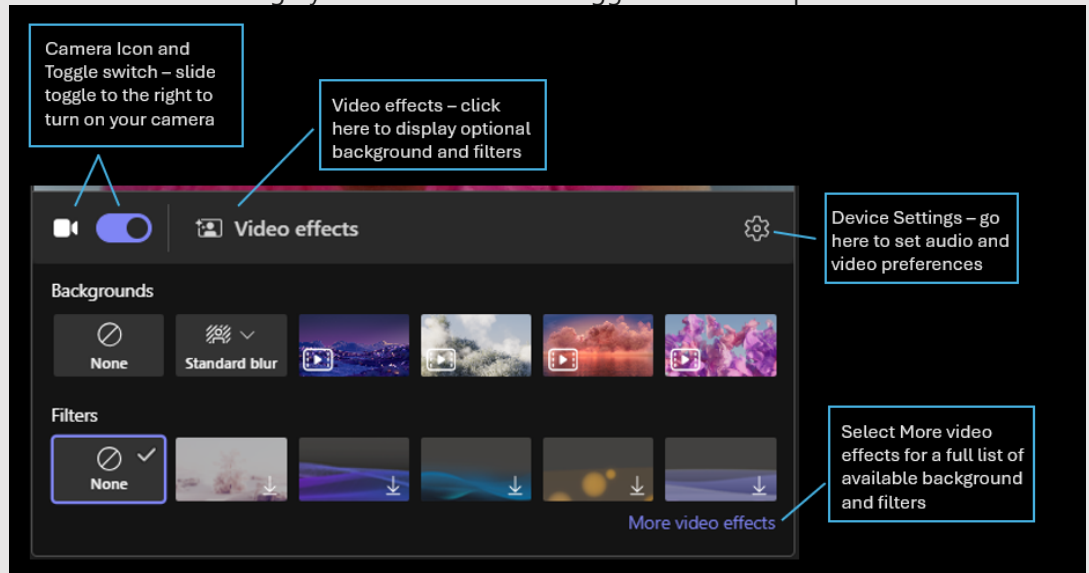 Camera Icon and
Toggle switch – slide
toggle to the right to
turn on your camera
Video effects – click
here to display optional
background and filters
Video effects
Device Settings – go
here to set audio and
video preferences
Backgrounds
None
Standard blur
Filters
None
Select More video
effects for a full list of
available background
and filters
More video effects